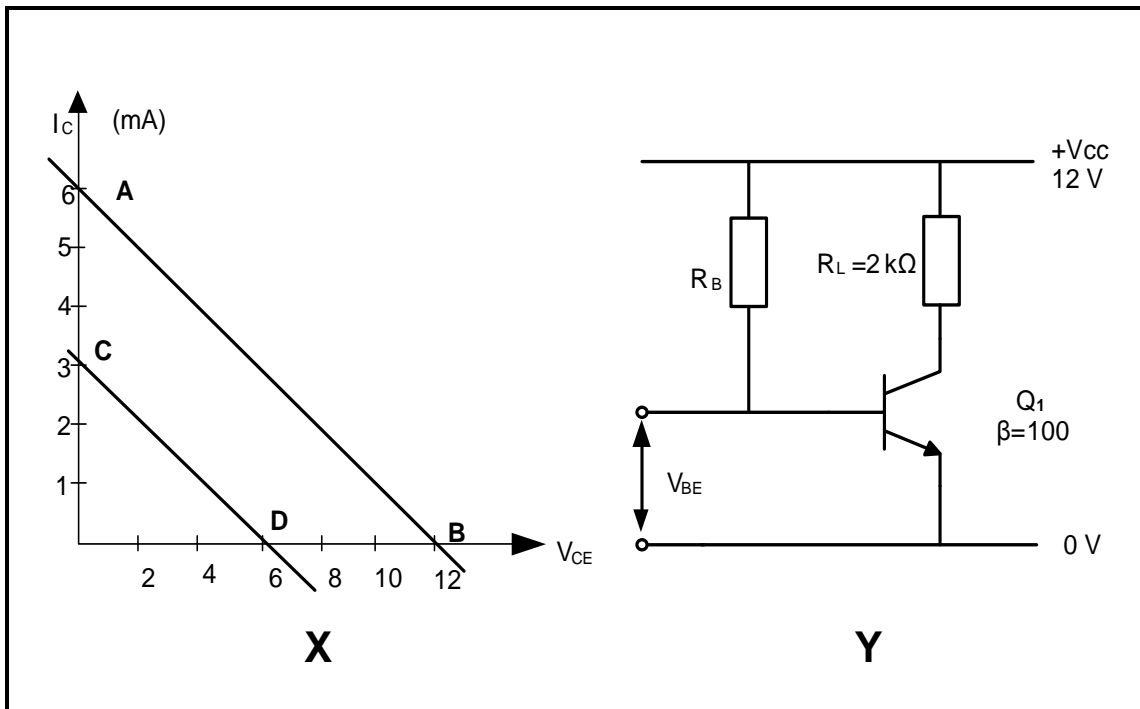 IC (mA)
6
A
5
4
3
C
2
1
D
B
VCE
2 4 6 8 10 12
X
+Vcc
12 V
RB
RL =2 kΩ
Q1
β=100
VBE
0 V
Y